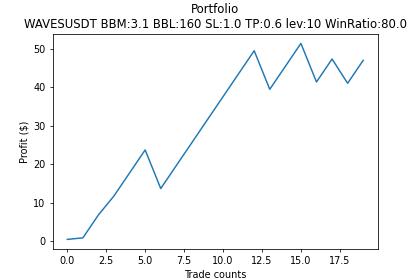 Portfolio
WAVESUSDT BBM:3.1 BBL:160 SL:1.0 TP:0.6 lev:10 WinRatio:80.0
50
40
30
20
10
0
Profit ($)
0.0 2.5 5.0 7.5 10.0 12.5 15.0 17.5
Trade counts